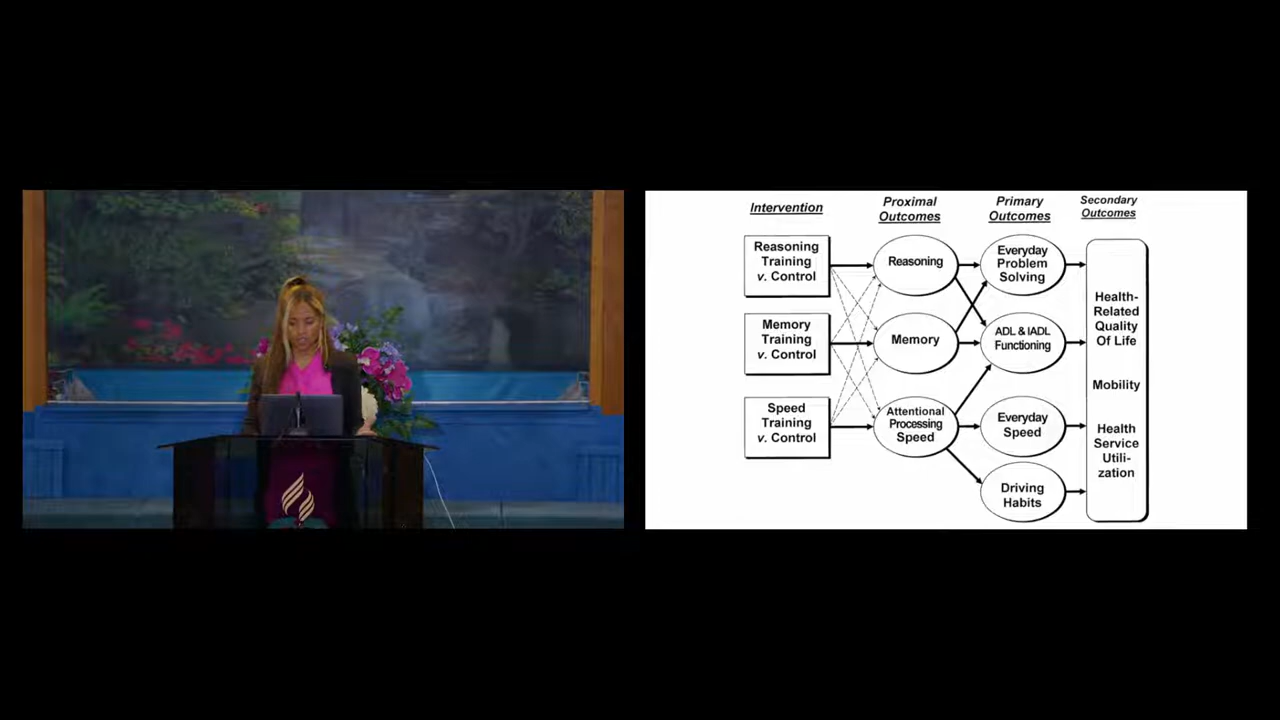 Intervention
Proximal
Outcomes
Primary
Outcomes
Secondary
Outcomes
Reasoning
Training
v. Control
Memory
Training
v. Control
Speed
Training
v. Control
Reasoning
Memory
Attentional
Processing
Speed
Everyday
Problem
Solving
ADL & IADL
Functioning
Everyday
Speed
Driving
Habits
Health-
Related
Quality
Of Life
Mobility
Health
Service
Utili-
zation